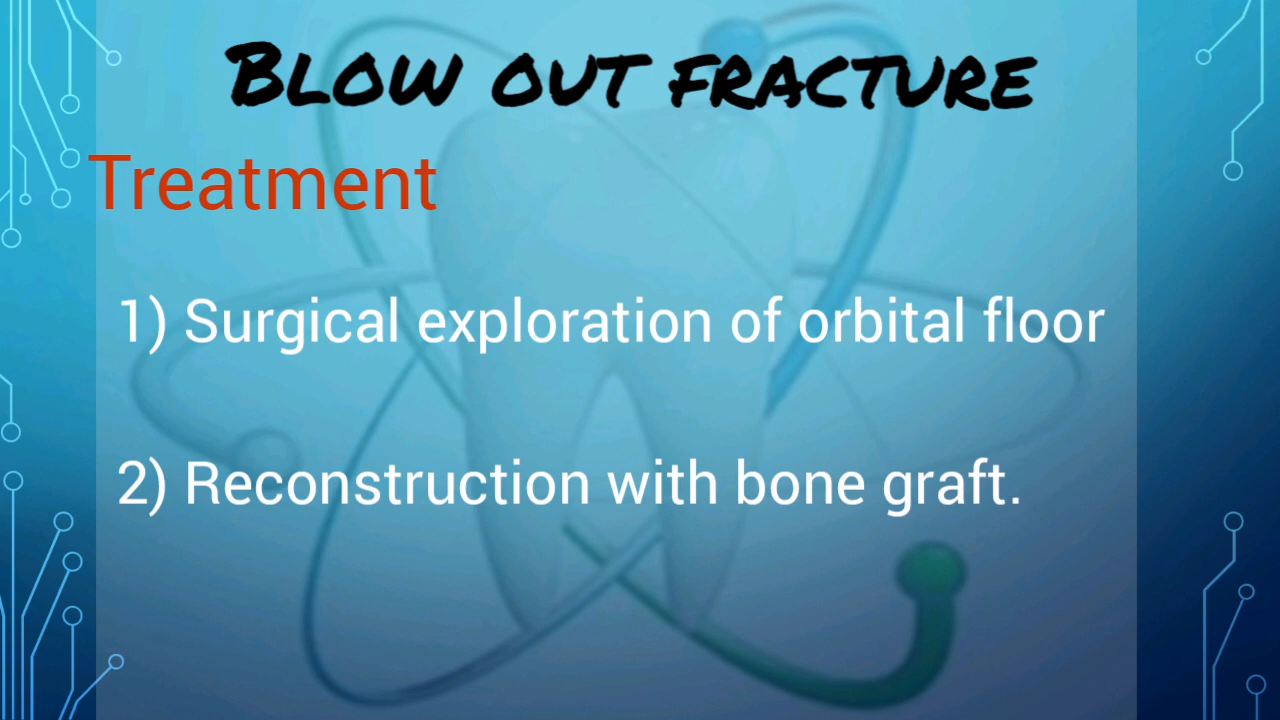 Blow out fracture
Treatment
1) Surgical exploration of orbital floor
2) Reconstruction with bone graft.